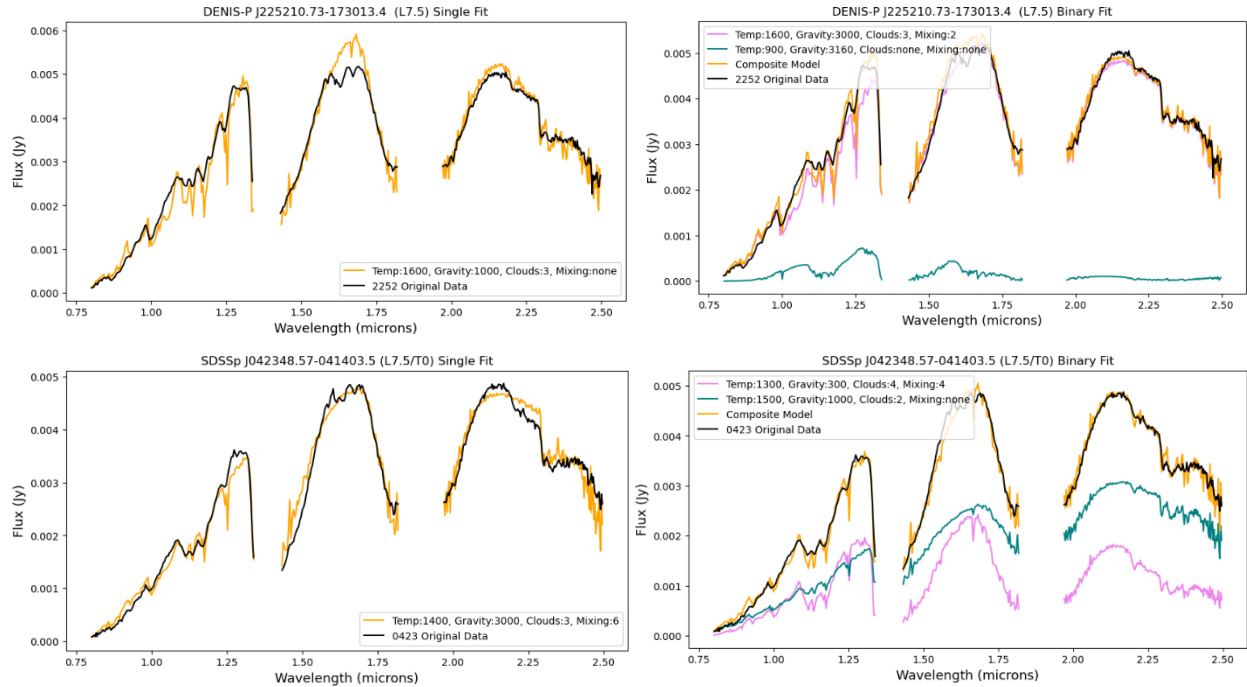 DENIS-P J225210.73-173013.4 (L7.5) Single Fit
Flux (Jy)
0.006
0.005
0.004
0.003
0.002
0.001
0.000
Temp:1600, Gravity:1000, Clouds:3, Mixing:none
2252 Original Data
0.75 1.00 1.25 1.50 1.75 2.00 2.25 2.50
Wavelength (microns)
DENIS-P J225210.73-173013.4 (L7.5) Binary Fit
Flux (Jy)
Temp:1600, Gravity:3000, Clouds:3, Mixing:2
Temp:900, Gravity:3160, Clouds:none, Mixing:none
Composite Model
2252 Original Data
0.005
0.004
0.003
0.002
0.001
0.000
0.75 1.00 1.25 1.50 1.75 2.00 2.25 2.50
Wavelength (microns)
SDSSp J042348.57-041403.5 (L7.5/T0) Single Fit
Flux (Jy)
0.005
0.004
0.003
0.002
0.001
0.000
Temp:1400, Gravity:3000, Clouds:3, Mixing:6
0423 Original Data
0.75 1.00 1.25 1.50 1.75 2.00 2.25 2.50
Wavelength (microns)
SDSSp J042348.57-041403.5 (L7.5/T0) Binary Fit
Flux (Jy)
Temp:1300, Gravity:300, Clouds:4, Mixing:4
Temp:1500, Gravity:1000, Clouds:2, Mixing:none
Composite Model
0423 Original Data
0.005
0.004
0.003
0.002
0.001
0.000
0.75 1.00 1.25 1.50 1.75 2.00 2.25 2.50
Wavelength (microns)